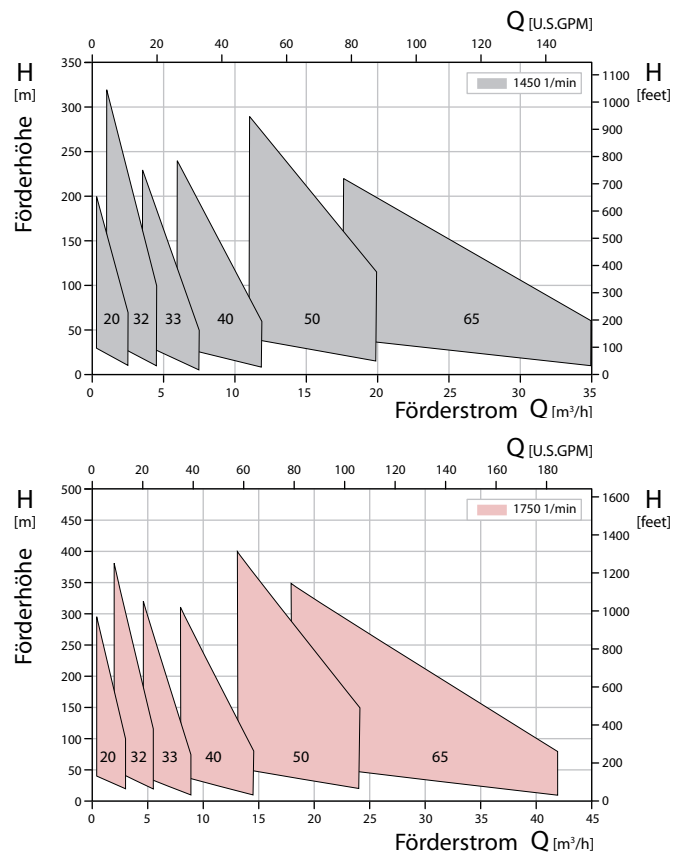 Q [U.S.GPM]
0 20 40 60 80 100 120 140
H
[m]
H
[feet]
1450 1/min
Förderhöhe
350
300
250
200
150
100
50
0
1100
1000
900
800
700
600
500
400
300
200
100
0
20 32 33 40 50 65
0 5 10 15 20 25 30 35
Förderstrom Q [m³/h]
Q [U.S.GPM]
0 20 40 60 80 100 120 140 160 180
H
[m]
H
[feet]
1750 1/min
Förderhöhe
500
450
400
350
300
250
200
150
100
50
0
1600
1400
1200
1000
800
600
400
200
0
20 32 33 40 50 65
0 5 10 15 20 25 30 35 40 45
Förderstrom Q [m³/h]